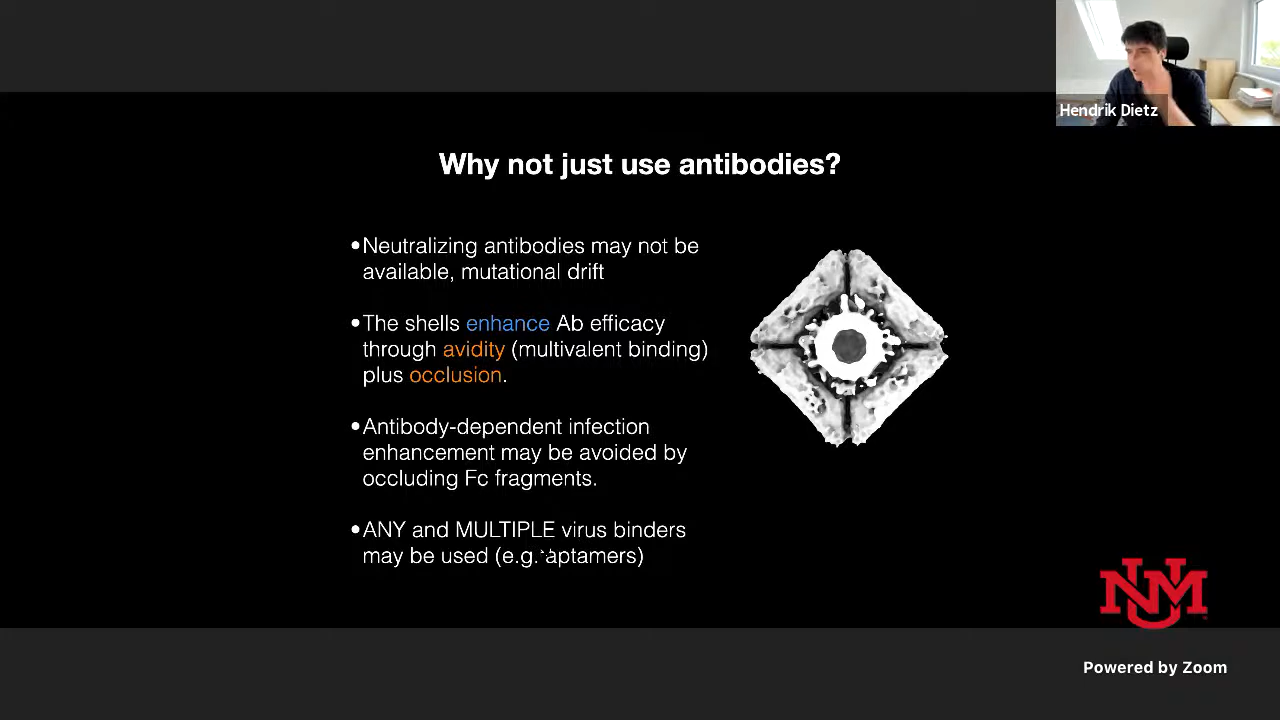 Hendrik Dietz
Why not just use antibodies?
•Neutralizing antibodies may not be
available, mutational drift
•The shells enhance Ab efficacy
through avidity (multivalent binding)
plus occlusion.
•Antibody-dependent infection
enhancement may be avoided by
occluding Fc fragments.
•ANY and MULTIPLE virus binders
may be used (e.g. aptamers)
UNM
Powered by Zoom